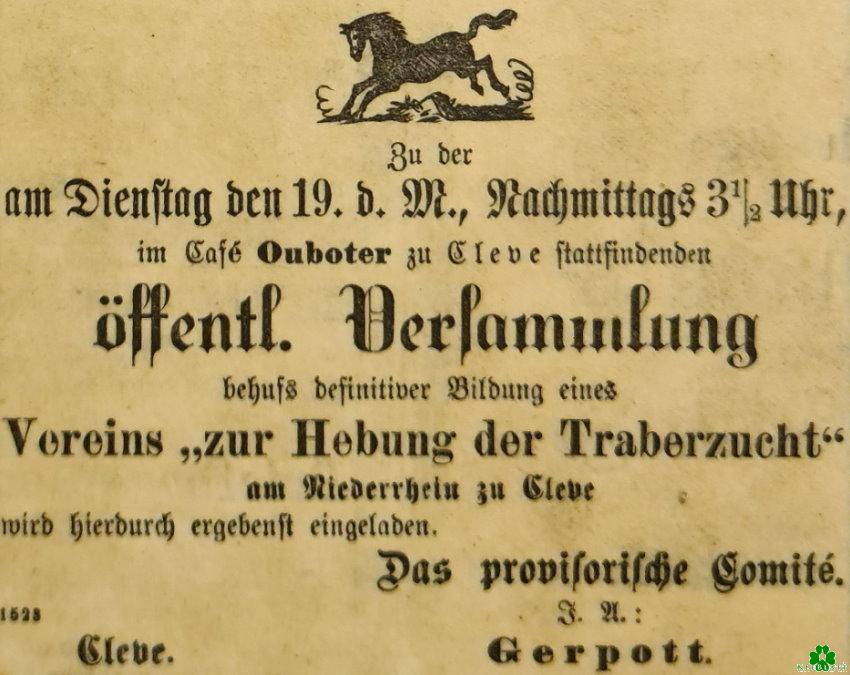 Zu der
am Dienſtag den 19. d. M., Nachmittags 3½ Uhr,
im Café Ouboter zu Cleve ſtattfindenden
öffentl. Verſammlung
behufs definitiver Bildung eines
Vereins „zur Hebung der Traberzucht“
am Niederrhein zu Cleve
wird hierdurch ergebenſt eingeladen.
Das proviſoriſche Comité.
1528 J. A.:
Cleve. Gerpott.